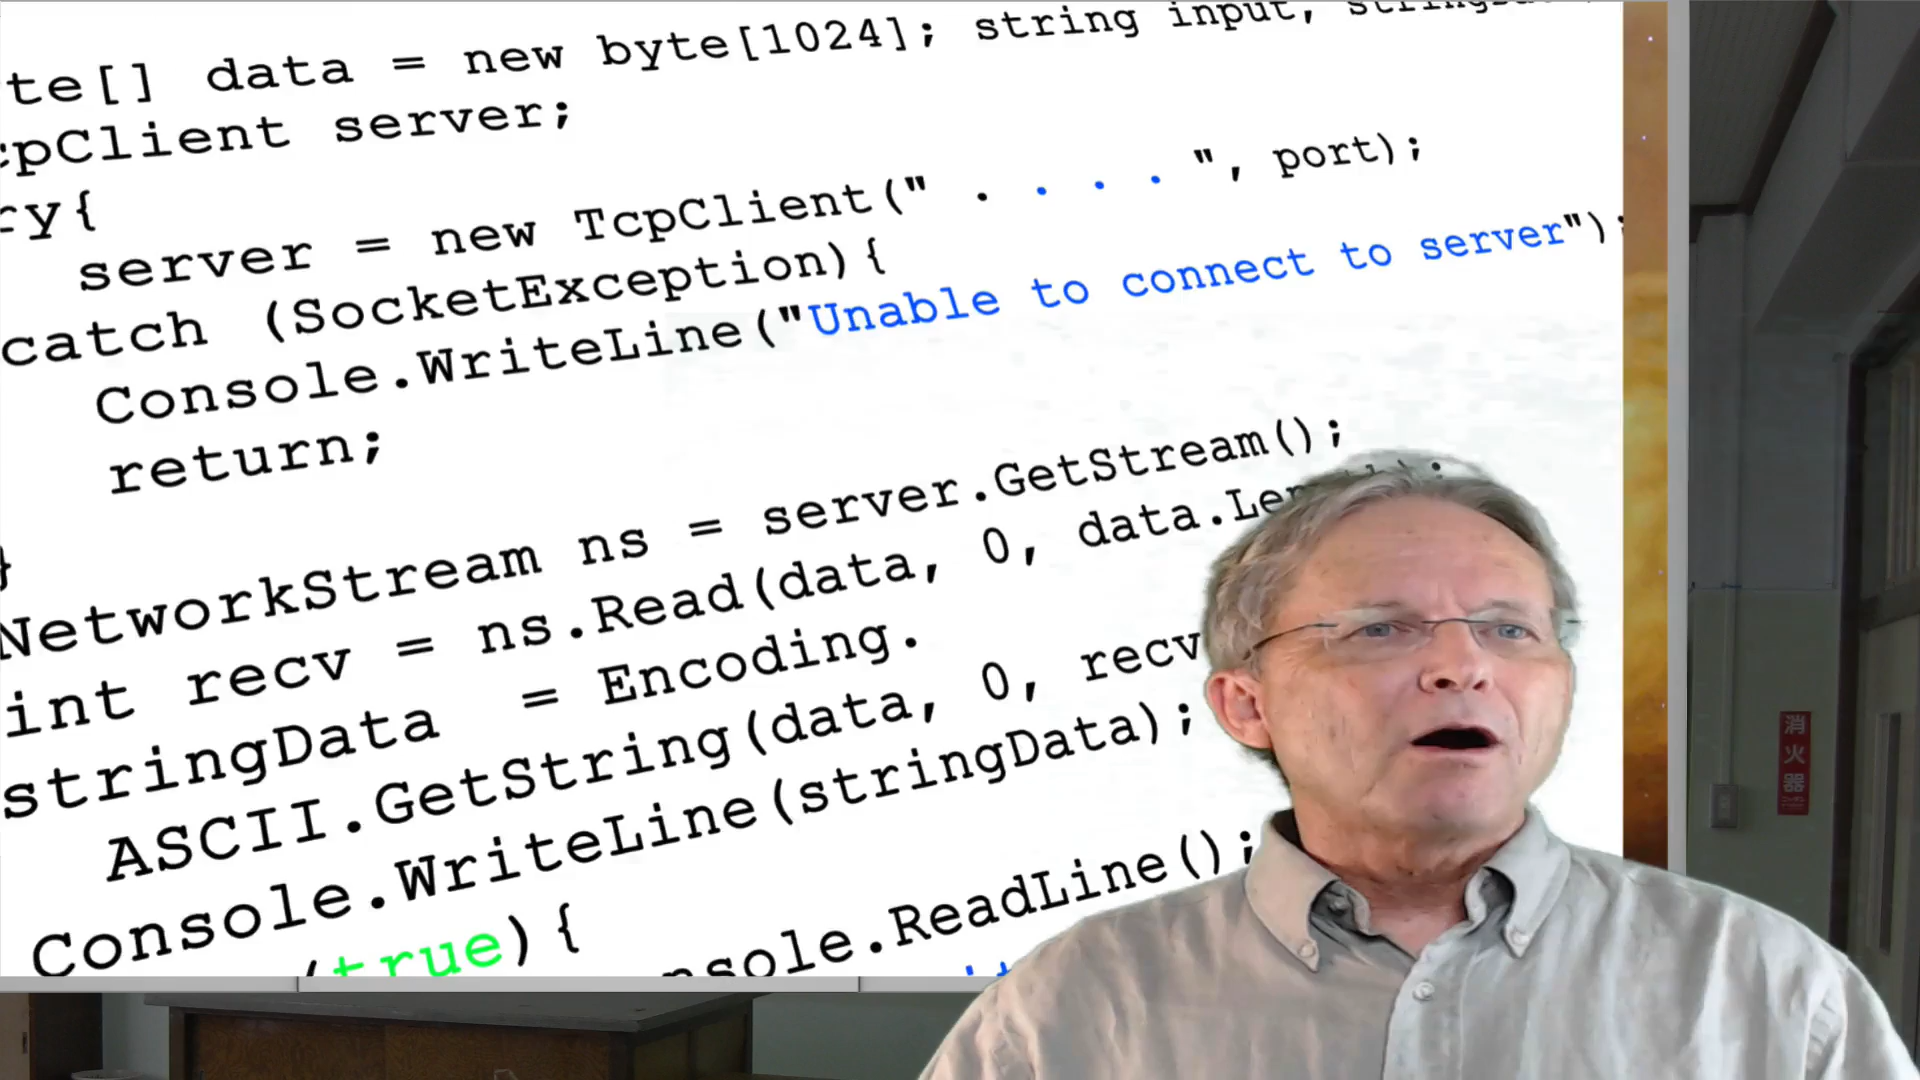 te[] data = new byte[1024]; string input,
cpClient server;
ry{
server = new TcpClient(" . . . . ", port);
catch (SocketException){
Console.WriteLine("Unable to connect to server");
return;
}
NetworkStream ns = server.GetStream();
int recv = ns.Read(data, 0, data.Le
stringData = Encoding.
ASCII.GetString(data, 0, recv
Console.WriteLine(stringData);
(true){
nsole.ReadLine();
消火器